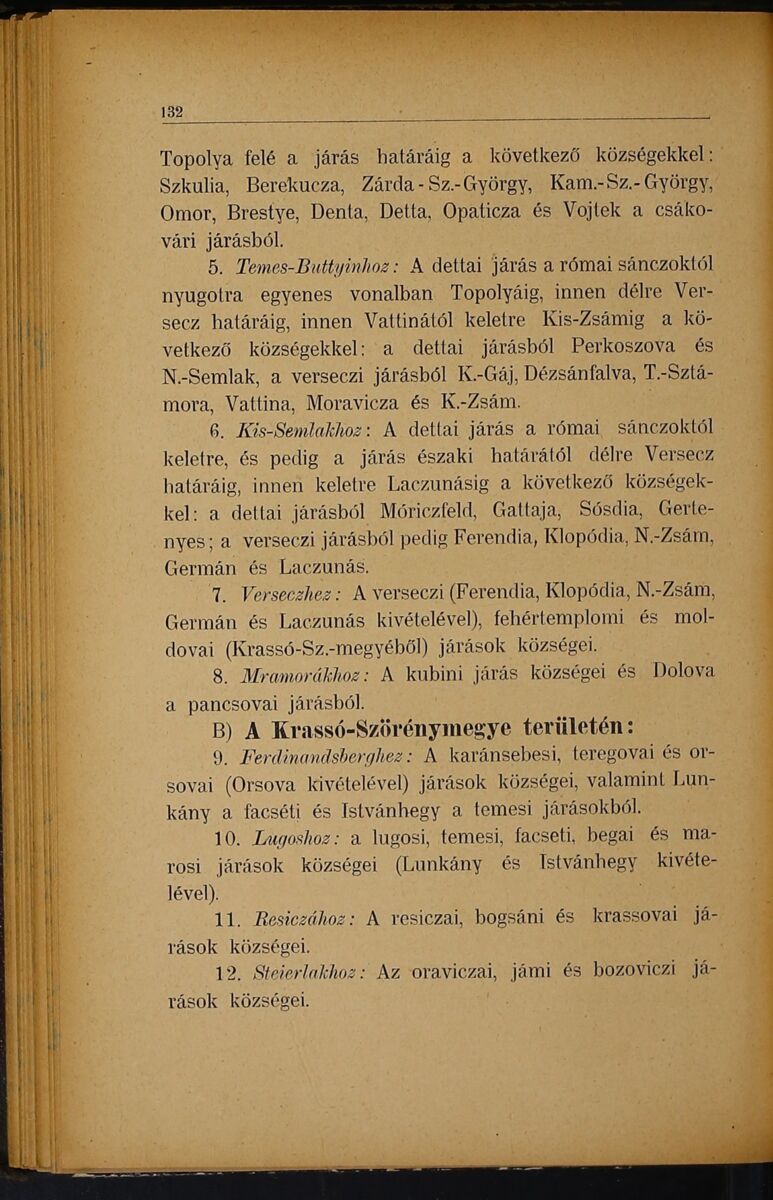 132
Topolya felé a járás határáig a következő községekkel:
Szkulia, Berekucza, Zárda-Sz.-György, Kam.-Sz.-György,
Omor, Brestye, Denta, Detta, Opaticza és Vojtek a csáko-
vári járásból.
5. Temes-Buttyinhoz: A dettai járás a római sánczoktól
nyugotra egyenes vonalban Topolyáig, innen délre Ver-
secz határáig, innen Vattinától keletre Kis-Zsámig a kö-
vetkező községekkel: a dettai járásból Perkoszova és
N.-Semlak, a verseczi járásból K.-Gáj, Dézsánfalva, T.-Sztá-
mora, Vattina, Moravicza és K.-Zsám.
6. Kis-Semlakhoz: A dettai járás a római sánczoktól
keletre, és pedig a járás északi határától délre Versecz
határáig, innen keletre Laczunásig a következő községek-
kel: a dettai járásból Móriczfeld, Gattaja, Sósdia, Gerte-
nyes; a verseczi járásból pedig Ferendia, Klopódia, N.-Zsám,
Germán és Laczunás.
7. Verseczhez: A verseczi (Ferendia, Klopódia, N.-Zsám,
Germán és Laczunás kivételével), fehértemplomi és mol-
dovai (Krassó-Sz.-megyéből) járások községei.
8. Mramorákhoz: A kubini járás községei és Dolova
a pancsovai járásból.
B) A Krassó-Szörénymegye területén:
9. Ferdinandsberghez: A karánsebesi, teregovai és or-
sovai (Orsova kivételével) járások községei, valamint Lun-
kány a facséti és Istvánhegy a temesi járásokból.
10. Lugoshoz: a lugosi, temesi, facseti, begai és ma-
rosi járások községei (Lunkány és Istvánhegy kivéte-
lével).
11. Resiczához: A resiczai, bogsáni és krassovai já-
rások községei.
12. Steierlakhoz: Az oraviczai, jámi és bozoviczi já-
rások községei.